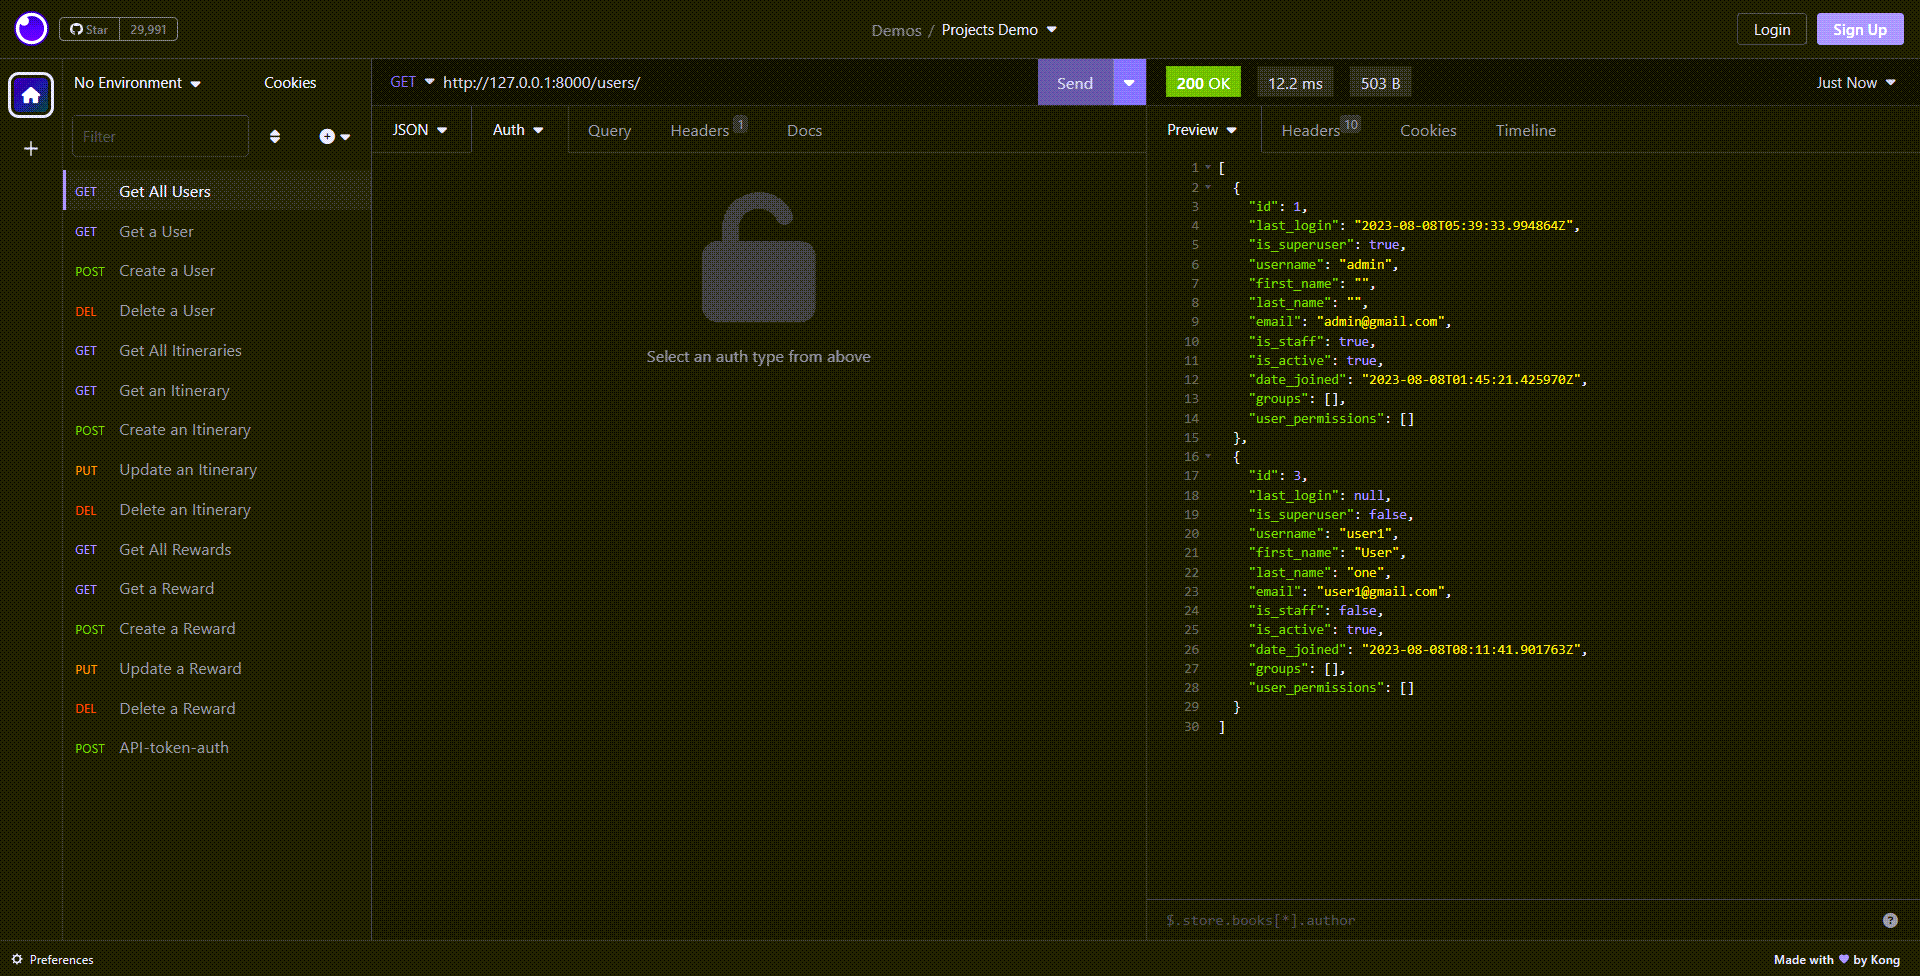 Star 29,991
Demos / Projects Demo
Login Sign Up
No Environment Cookies
Filter
GET Get All Users
GET Get a User
POST Create a User
DEL Delete a User
GET Get All Itineraries
GET Get an Itinerary
POST Create an Itinerary
PUT Update an Itinerary
DEL Delete an Itinerary
GET Get All Rewards
GET Get a Reward
POST Create a Reward
PUT Update a Reward
DEL Delete a Reward
POST API-token-auth
GET http://127.0.0.1:8000/users/ Send
JSON Auth Query Headers 1 Docs
Select an auth type from above
200 OK 12.2 ms 503 B Just Now
Preview Headers 10 Cookies Timeline
1 [
2 {
3 "id": 1,
4 "last_login": "2023-08-08T05:39:33.994864Z",
5 "is_superuser": true,
6 "username": "admin",
7 "first_name": "",
8 "last_name": "",
9 "email": "admin@gmail.com",
10 "is_staff": true,
11 "is_active": true,
12 "date_joined": "2023-08-08T01:45:21.425970Z",
13 "groups": [],
14 "user_permissions": []
15 },
16 {
17 "id": 3,
18 "last_login": null,
19 "is_superuser": false,
20 "username": "user1",
21 "first_name": "User",
22 "last_name": "one",
23 "email": "user1@gmail.com",
24 "is_staff": false,
25 "is_active": true,
26 "date_joined": "2023-08-08T08:11:41.901763Z",
27 "groups": [],
28 "user_permissions": []
29 }
30 ]
$.store.books[*].author ?
Preferences
Made with ♥ by Kong